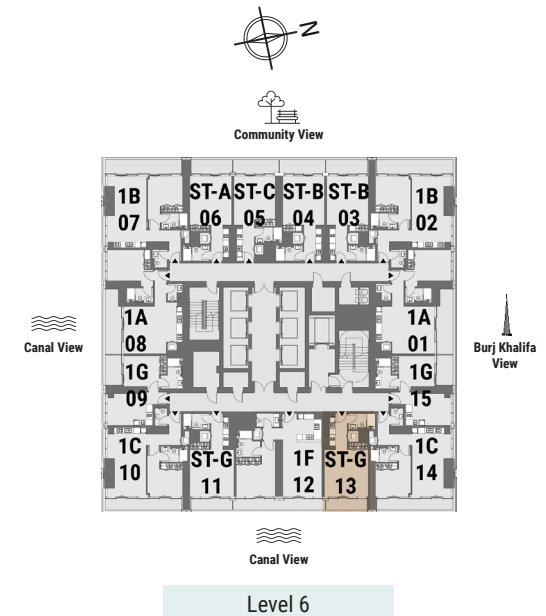 N
Community View
1B
07
ST-A
06
ST-C
05
ST-B
04
ST-B
03
1B
02
1A
08
1A
01
Canal View
Burj Khalifa
View
1G
09
1G
15
1C
10
ST-G
11
1F
12
ST-G
13
1C
14
Canal View
Level 6